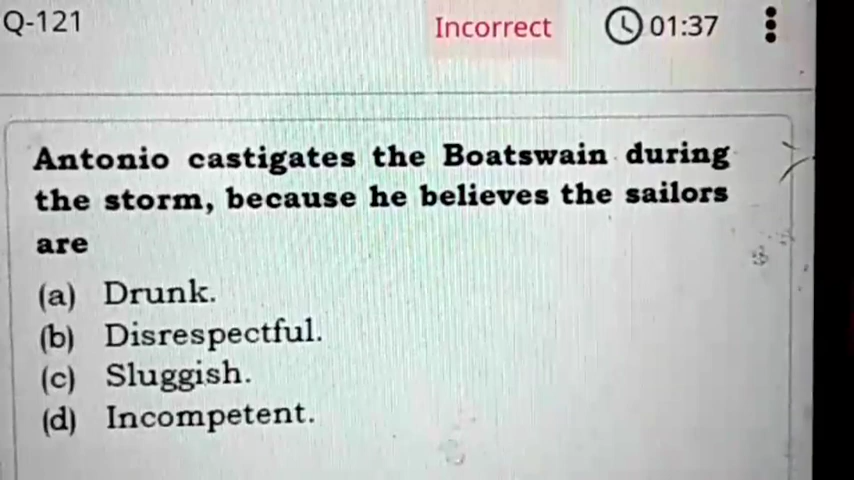 Q-121
Incorrect
01:37
Antonio castigates the Boatswain during
the storm, because he believes the sailors
are
(a) Drunk.
(b) Disrespectful.
(c) Sluggish.
(d) Incompetent.